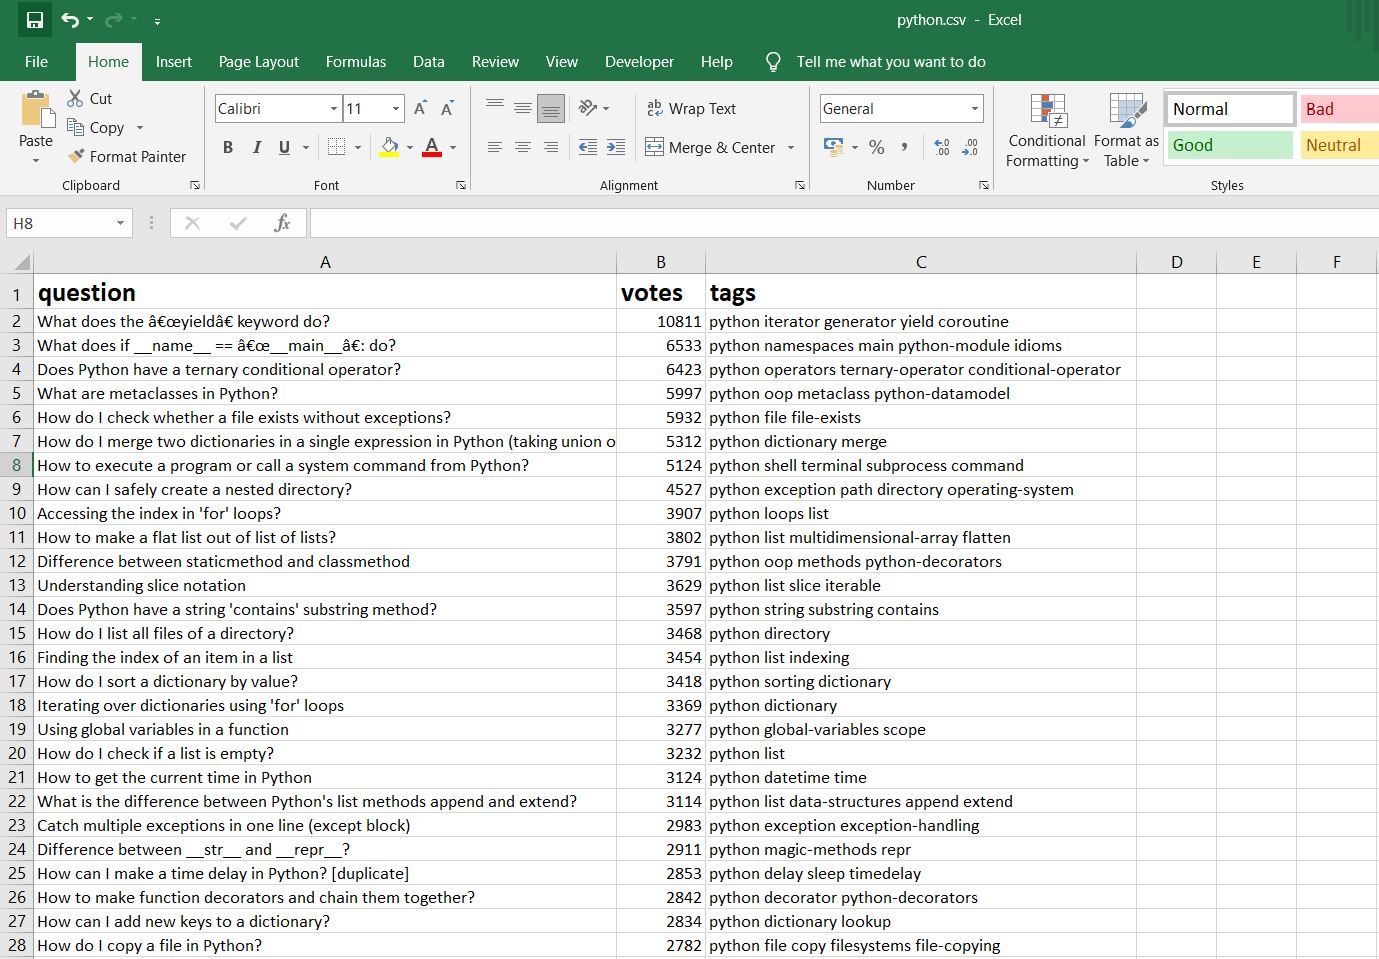 python.csv - Excel
File Home Insert Page Layout Formulas Data Review View Developer Help Tell me what you want to do
Paste
Cut
Copy
Format Painter
Clipboard
Calibri 11 A A
B I U A
Font
ab Wrap Text
Merge & Center
Alignment
General
% , .0 .00 .00 .0
Number
Conditional Formatting
Format as Table
Normal Bad
Good Neutral
Styles
H8 fx
A B C D E F
1 question votes tags
2 What does the â€œyieldâ€ keyword do? 10811 python iterator generator yield coroutine
3 What does if __name__ == â€œ__main__â€: do? 6533 python namespaces main python-module idioms
4 Does Python have a ternary conditional operator? 6423 python operators ternary-operator conditional-operator
5 What are metaclasses in Python? 5997 python oop metaclass python-datamodel
6 How do I check whether a file exists without exceptions? 5932 python file file-exists
7 How do I merge two dictionaries in a single expression in Python (taking union o 5312 python dictionary merge
8 How to execute a program or call a system command from Python? 5124 python shell terminal subprocess command
9 How can I safely create a nested directory? 4527 python exception path directory operating-system
10 Accessing the index in 'for' loops? 3907 python loops list
11 How to make a flat list out of list of lists? 3802 python list multidimensional-array flatten
12 Difference between staticmethod and classmethod 3791 python oop methods python-decorators
13 Understanding slice notation 3629 python list slice iterable
14 Does Python have a string 'contains' substring method? 3597 python string substring contains
15 How do I list all files of a directory? 3468 python directory
16 Finding the index of an item in a list 3454 python list indexing
17 How do I sort a dictionary by value? 3418 python sorting dictionary
18 Iterating over dictionaries using 'for' loops 3369 python dictionary
19 Using global variables in a function 3277 python global-variables scope
20 How do I check if a list is empty? 3232 python list
21 How to get the current time in Python 3124 python datetime time
22 What is the difference between Python's list methods append and extend? 3114 python list data-structures append extend
23 Catch multiple exceptions in one line (except block) 2983 python exception exception-handling
24 Difference between __str__ and __repr__? 2911 python magic-methods repr
25 How can I make a time delay in Python? [duplicate] 2853 python delay sleep timedelay
26 How to make function decorators and chain them together? 2842 python decorator python-decorators
27 How can I add new keys to a dictionary? 2834 python dictionary lookup
28 How do I copy a file in Python? 2782 python file copy filesystems file-copying